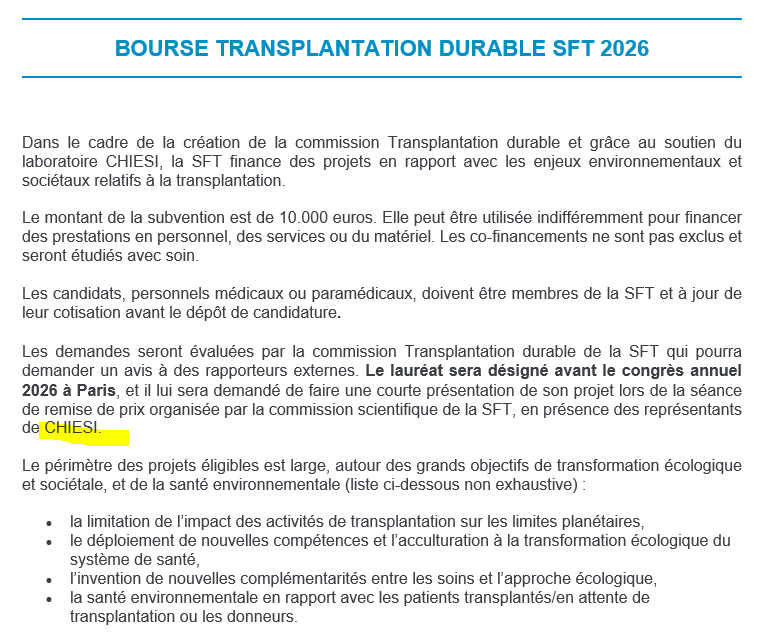 BOURSE TRANSPLANTATION DURABLE SFT 2026
Dans le cadre de la création de la commission Transplantation durable et grâce au soutien du
laboratoire CHIESI, la SFT finance des projets en rapport avec les enjeux environnementaux et
sociétaux relatifs à la transplantation.
Le montant de la subvention est de 10.000 euros. Elle peut être utilisée indifféremment pour financer
des prestations en personnel, des services ou du matériel. Les co-financements ne sont pas exclus et
seront étudiés avec soin.
Les candidats, personnels médicaux ou paramédicaux, doivent être membres de la SFT et à jour de
leur cotisation avant le dépôt de candidature.
Les demandes seront évaluées par la commission Transplantation durable de la SFT qui pourra
demander un avis à des rapporteurs externes. Le lauréat sera désigné avant le congrès annuel
2026 à Paris, et il lui sera demandé de faire une courte présentation de son projet lors de la séance
de remise de prix organisée par la commission scientifique de la SFT, en présence des représentants
de CHIESI.
Le périmètre des projets éligibles est large, autour des grands objectifs de transformation écologique
et sociétale, et de la santé environnementale (liste ci-dessous non exhaustive) :
• la limitation de l'impact des activités de transplantation sur les limites planétaires,
• le déploiement de nouvelles compétences et l'acculturation à la transformation écologique du
système de santé,
• l'invention de nouvelles complémentarités entre les soins et l'approche écologique,
• la santé environnementale en rapport avec les patients transplantés/en attente de
transplantation ou les donneurs.